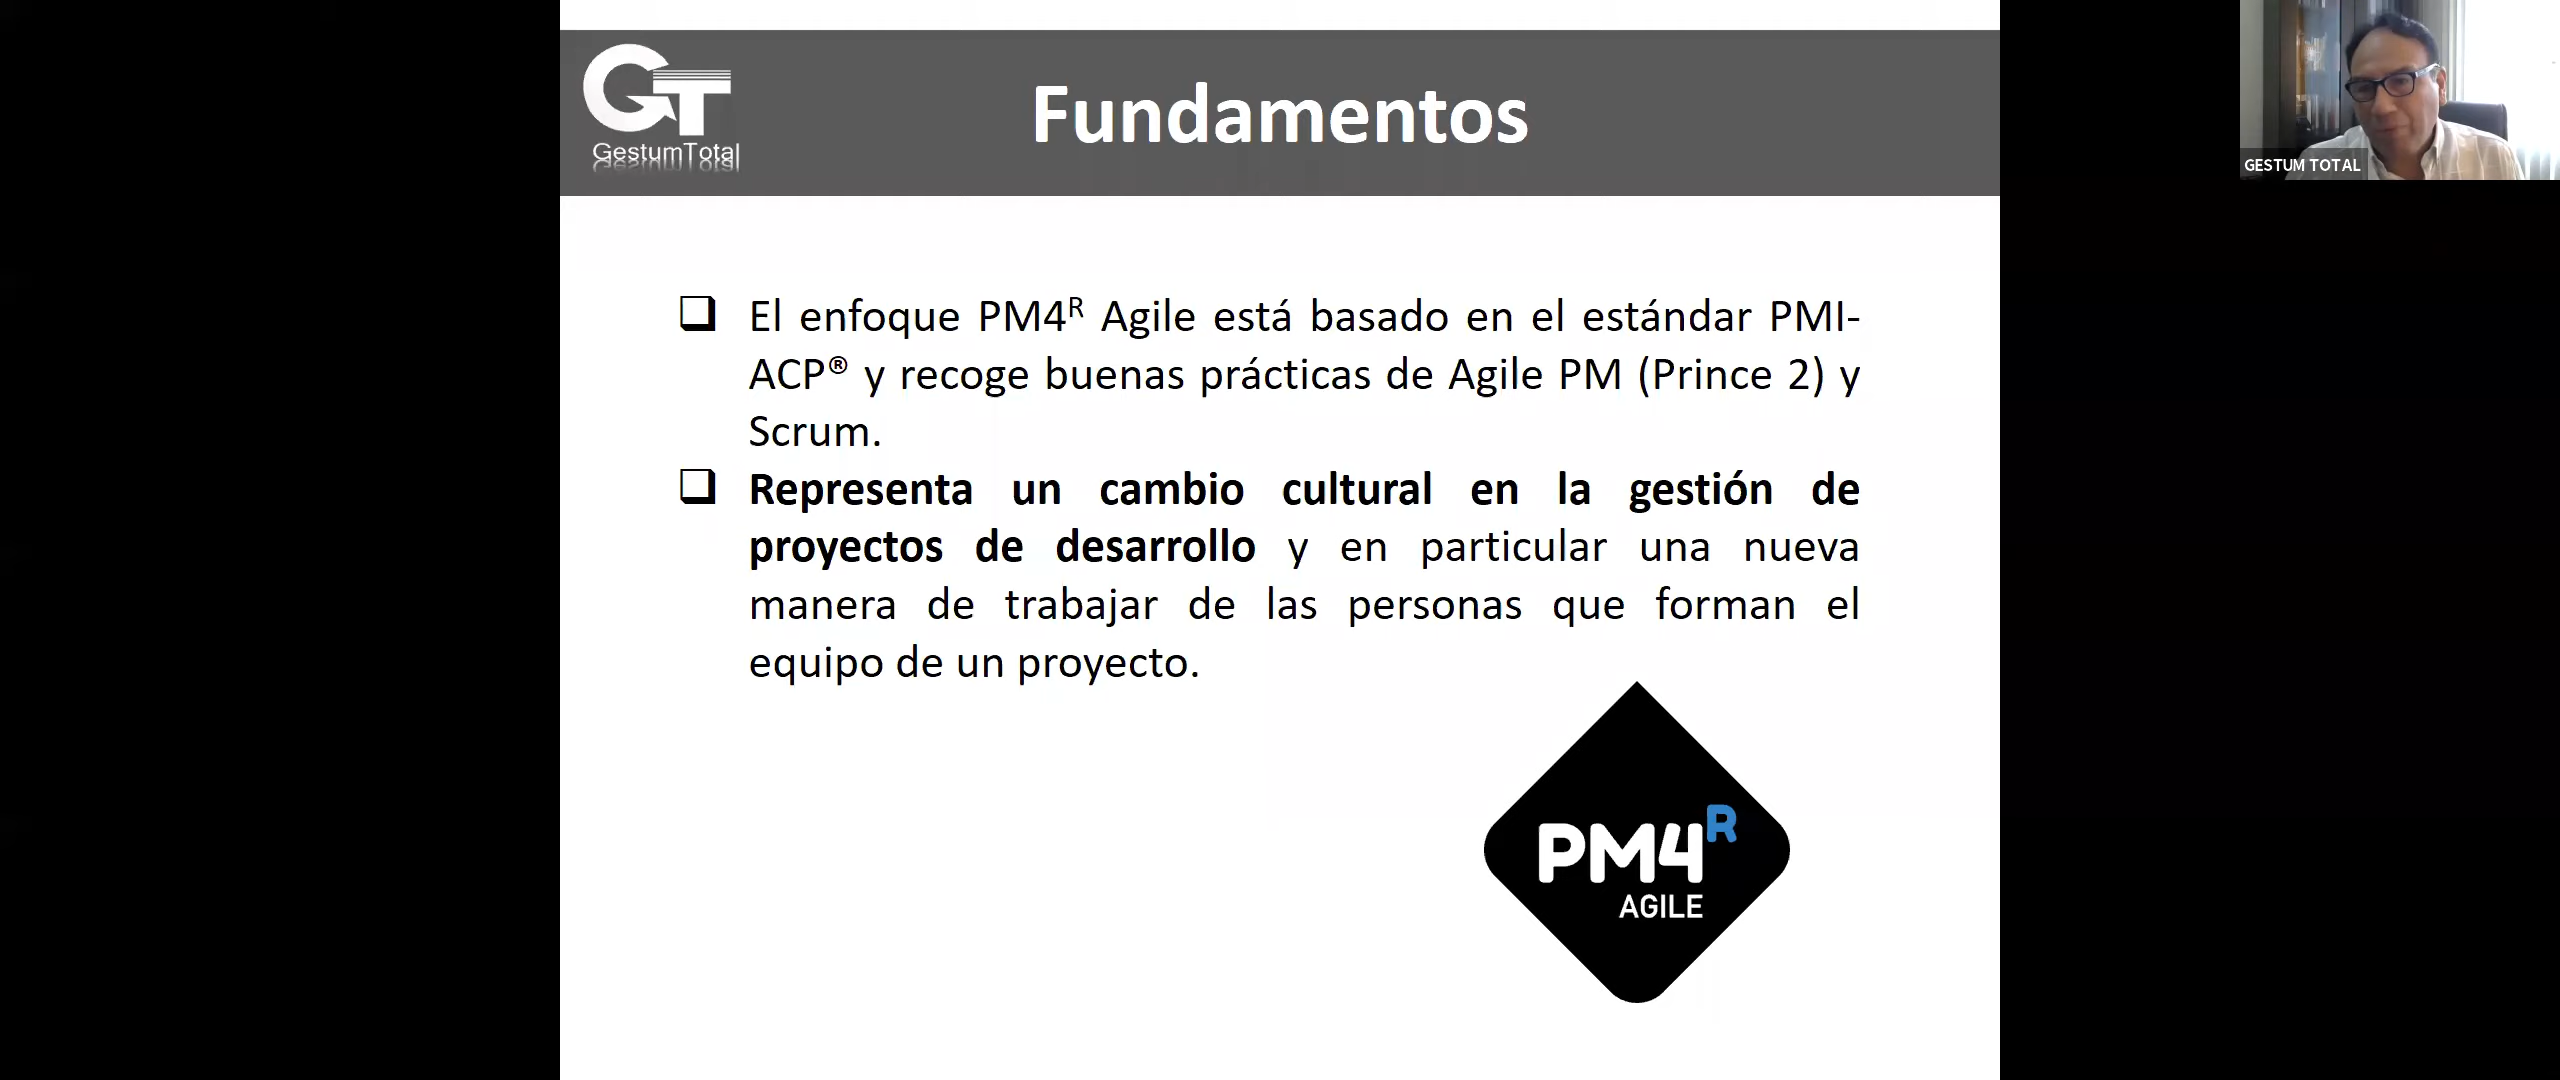 GT
GestumTotal
Fundamentos
GESTUM TOTAL
❑ El enfoque PM4ᴿ Agile está basado en el estándar PMI-
ACP® y recoge buenas prácticas de Agile PM (Prince 2) y
Scrum.
❑ Representa un cambio cultural en la gestión de
proyectos de desarrollo y en particular una nueva
manera de trabajar de las personas que forman el
equipo de un proyecto.
PM4R
AGILE